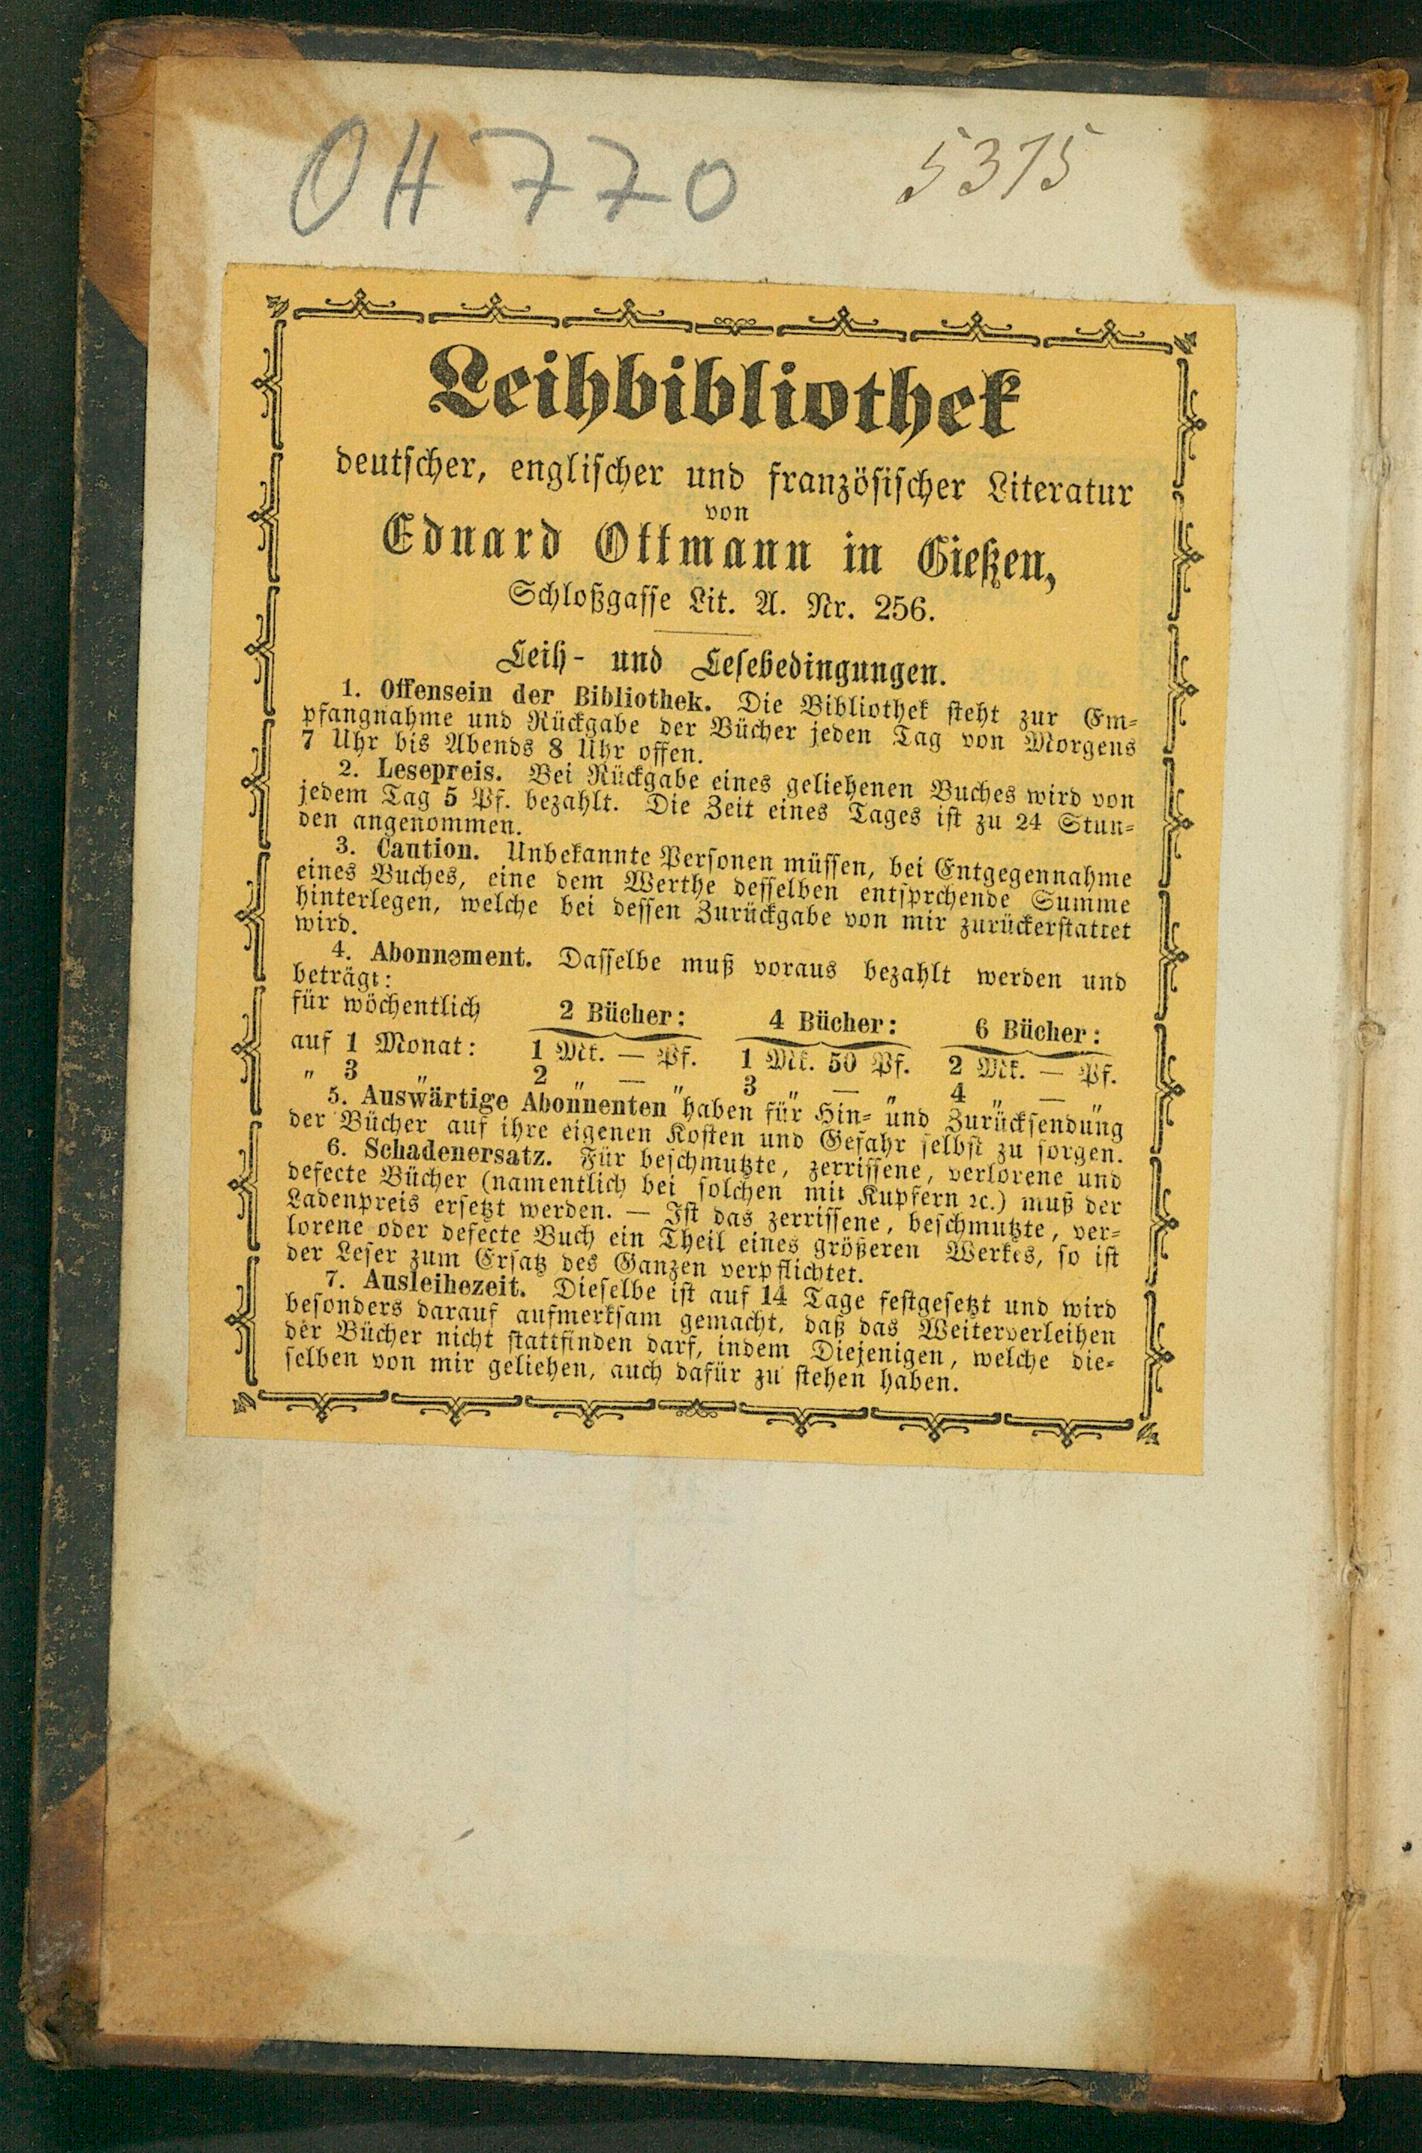 OH 770
5375
Leihbibliothek
deutscher, englischer und französischer Literatur
von
Eduard Ottmann in Gießen,
Schloßgasse Lit. A. Nr. 256.
Leih- und Lesebedingungen.
1. Offensein der Bibliothek. Die Bibliothek steht zur Em-
pfangnahme und Rückgabe der Bücher jeden Tag von Morgens
7 Uhr bis Abends 8 Uhr offen.
2. Lesepreis. Bei Rückgabe eines geliehenen Buches wird von
jedem Tag 5 Pf. bezahlt. Die Zeit eines Tages ist zu 24 Stun-
den angenommen.
3. Caution. Unbekannte Personen müssen, bei Entgegennahme
eines Buches, eine dem Werthe desselben entsprchende Summe
hinterlegen, welche bei dessen Zurückgabe von mir zurückerstattet
wird.
4. Abonnement. Dasselbe muß voraus bezahlt werden und
beträgt:
für wöchentlich 2 Bücher: 4 Bücher: 6 Bücher:
auf 1 Monat: 1 Mk. — Pf. 1 Mk. 50 Pf. 2 Mk. — Pf.
" 3 " 2 " — " 3 " — " 4 " — "
5. Auswärtige Abonnenten haben für Hin- und Zurücksendung
der Bücher auf ihre eigenen Kosten und Gefahr selbst zu sorgen.
6. Schadenersatz. Für beschmutzte, zerrissene, verlorene und
defecte Bücher (namentlich bei solchen mit Kupfern ꝛc.) muß der
Ladenpreis ersetzt werden. — Ist das zerrissene, beschmutzte, ver-
lorene oder defecte Buch ein Theil eines größeren Werkes, so ist
der Leser zum Ersatz des Ganzen verpflichtet.
7. Ausleihezeit. Dieselbe ist auf 14 Tage festgesetzt und wird
besonders darauf aufmerksam gemacht, daß das Weiterverleihen
der Bücher nicht stattfinden darf, indem Diejenigen, welche die-
selben von mir geliehen, auch dafür zu stehen haben.